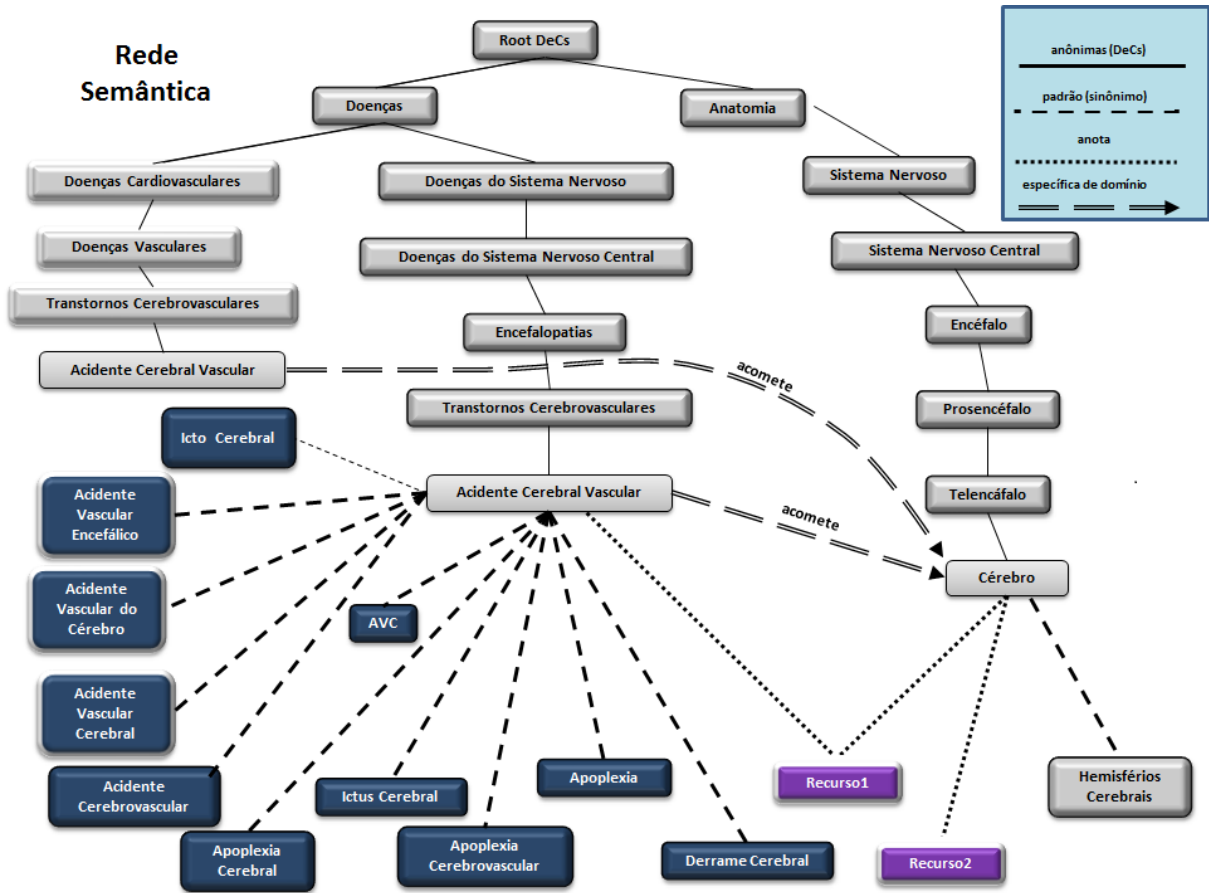 Rede
Semântica
Root DeCs
Doenças
Anatomia
anônimas (DeCs)
padrão (sinônimo)
anota
específica de domínio
Doenças Cardiovasculares
Doenças do Sistema Nervoso
Sistema Nervoso
Doenças Vasculares
Doenças do Sistema Nervoso Central
Sistema Nervoso Central
Transtornos Cerebrovasculares
Encefalopatias
Encéfalo
Acidente Cerebral Vascular
acomete
Transtornos Cerebrovasculares
Prosencéfalo
Icto Cerebral
Acidente Cerebral Vascular
acomete
Telencáfalo
Acidente
Vascular
Encefálico
Cérebro
Acidente
Vascular do
Cérebro
AVC
Acidente
Vascular
Cerebral
Acidente
Cerebrovascular
Ictus Cerebral
Apoplexia
Recurso1
Hemisférios
Cerebrais
Apoplexia
Cerebral
Apoplexia
Cerebrovascular
Derrame Cerebral
Recurso2